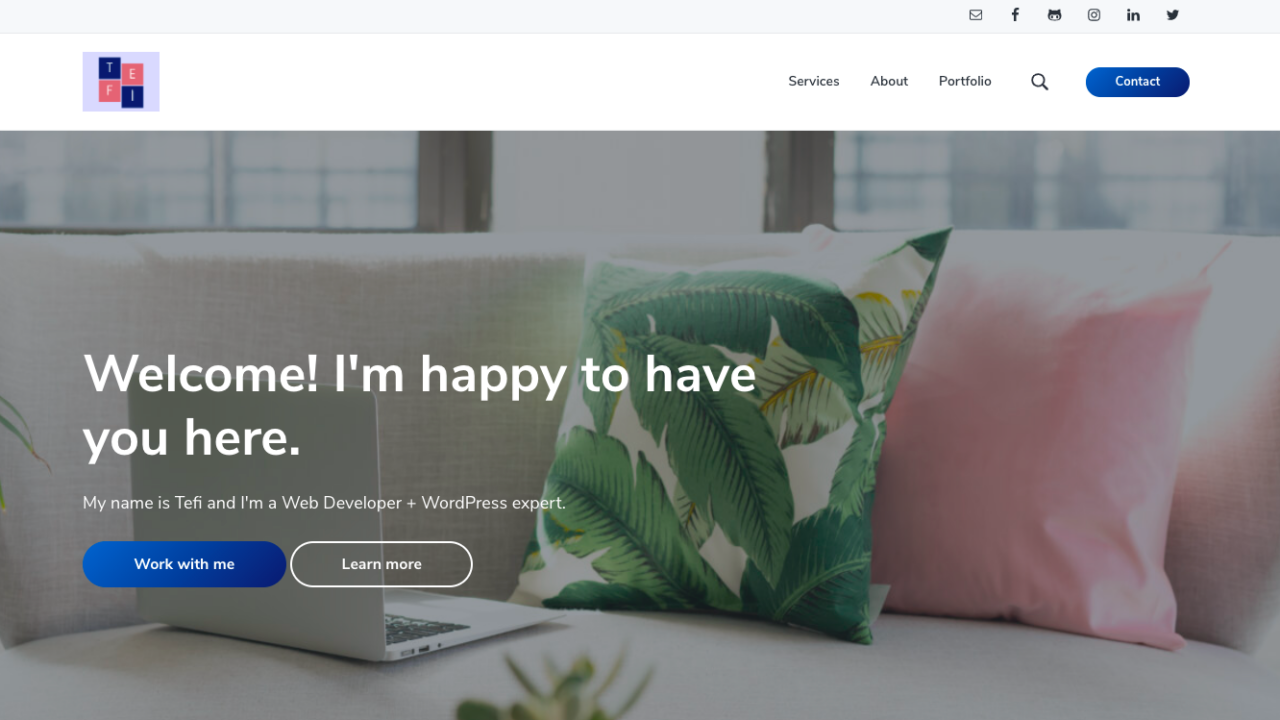 T
E
F
I
Services
About
Portfolio
Contact
Welcome! I'm happy to have
you here.
My name is Tefi and I'm a Web Developer + WordPress expert.
Work with me
Learn more